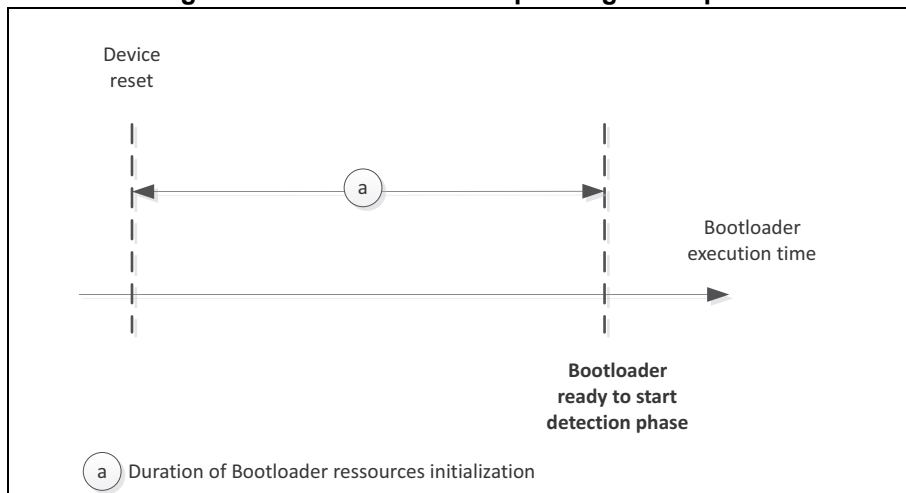 Device
reset
a
Bootloader
execution time
Bootloader
ready to start
detection phase
a Duration of Bootloader ressources initialization